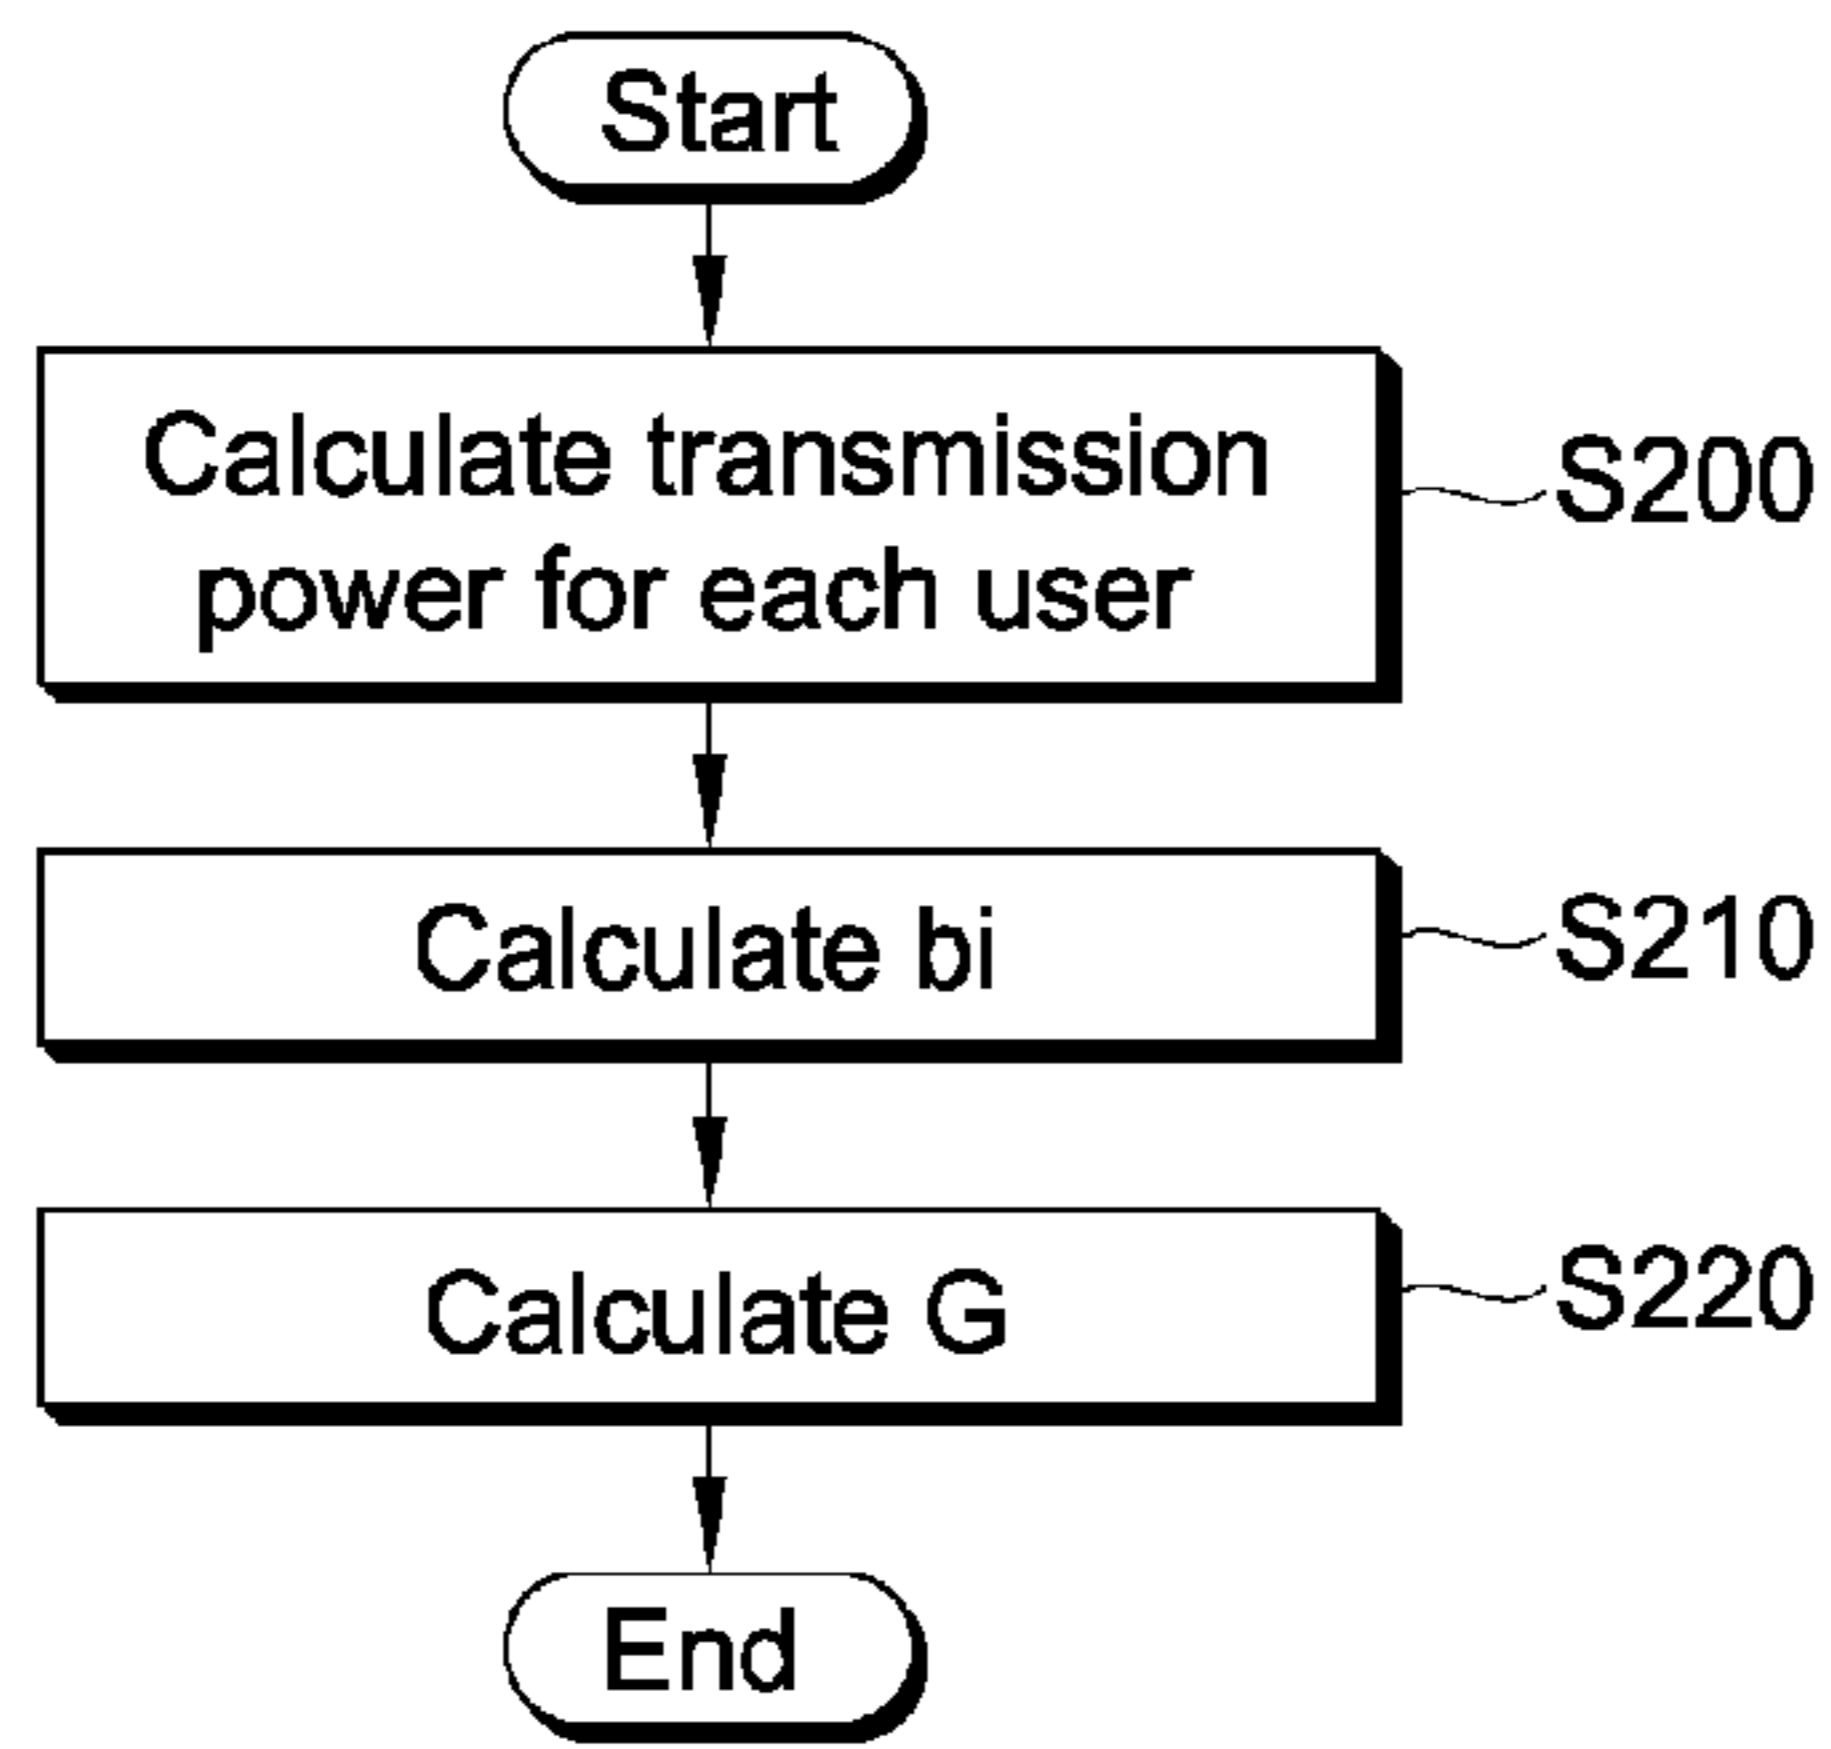 Start
Calculate transmission
power for each user
S200
Calculate bi
S210
Calculate G
S220
End